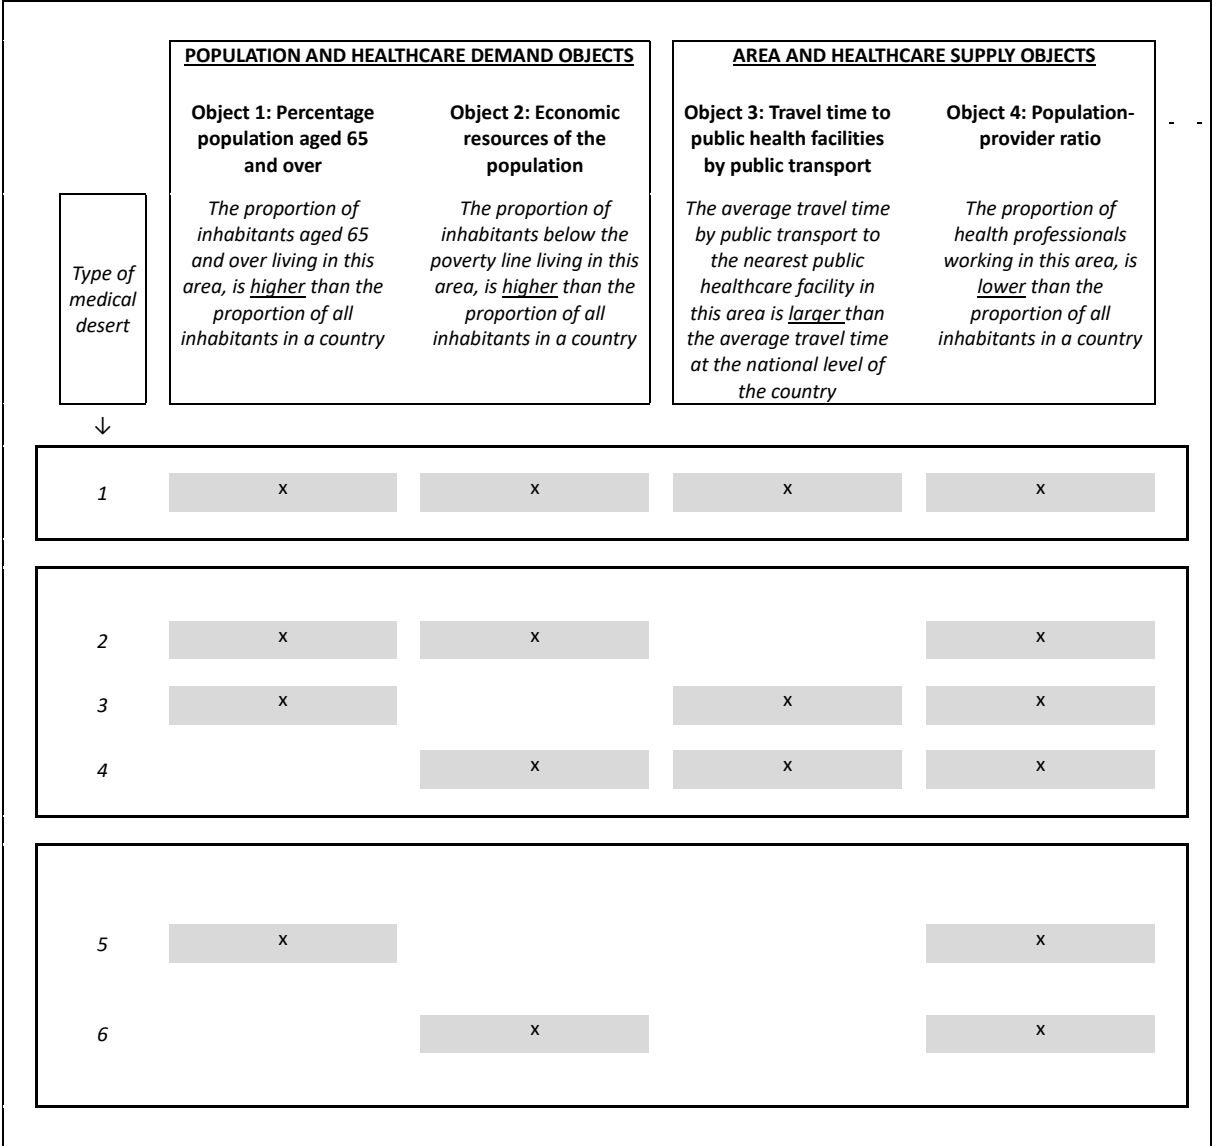 POPULATION AND HEALTHCARE DEMAND OBJECTS
AREA AND HEALTHCARE SUPPLY OBJECTS
Object 1: Percentage
population aged 65
and over
Object 2: Economic
resources of the
population
Object 3: Travel time to
public health facilities
by public transport
Object 4: Population-
provider ratio
- -
Type of
medical
desert
The proportion of
inhabitants aged 65
and over living in this
area, is higher than the
proportion of all
inhabitants in a country
The proportion of
inhabitants below the
poverty line living in this
area, is higher than the
proportion of all
inhabitants in a country
The average travel time
by public transport to
the nearest public
healthcare facility in
this area is larger than
the average travel time
at the national level of
the country
The proportion of
health professionals
working in this area, is
lower than the
proportion of all
inhabitants in a country
↓
1 x x x x
2 x x x
3 x x x
4 x x x
5 x x
6 x x